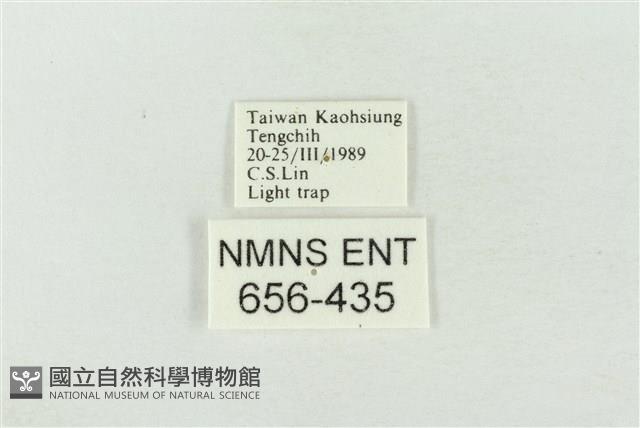 Taiwan Kaohsiung
Tengchih
20-25/III/1989
C.S.Lin
Light trap
NMNS ENT
656-435
國立自然科學博物館
NATIONAL MUSEUM OF NATURAL SCIENCE